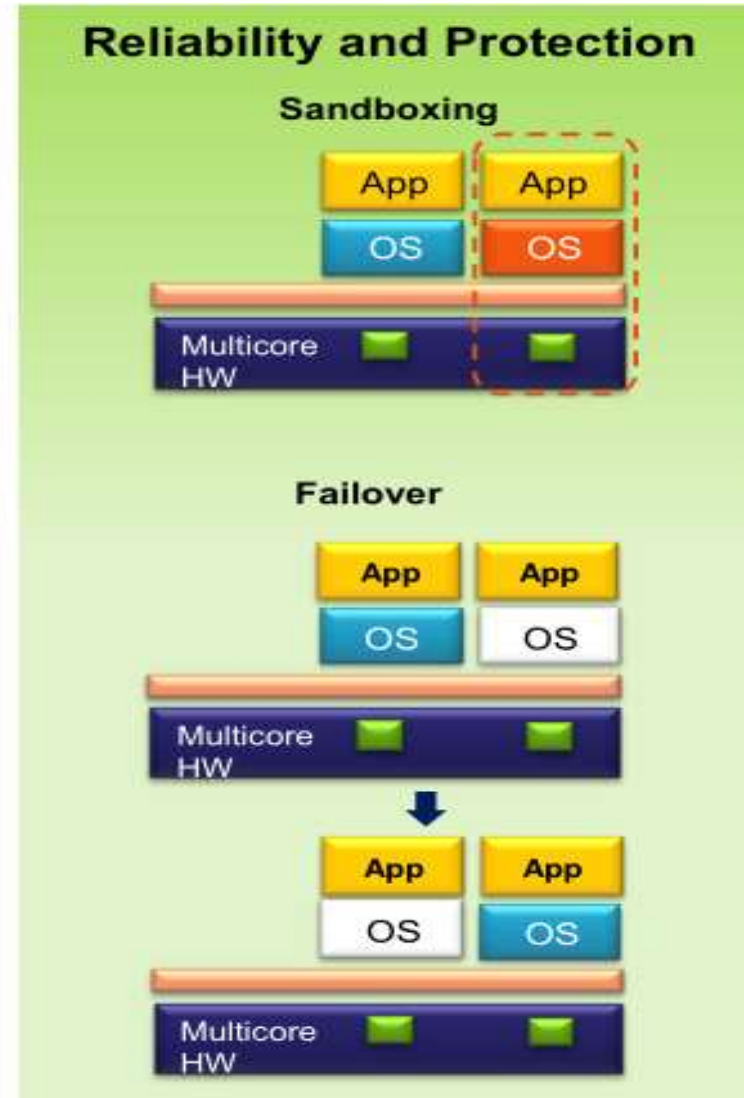 Reliability and Protection
Sandboxing
App App
OS OS
Multicore
HW
Failover
App App
OS OS
Multicore
HW
App App
OS OS
Multicore
HW